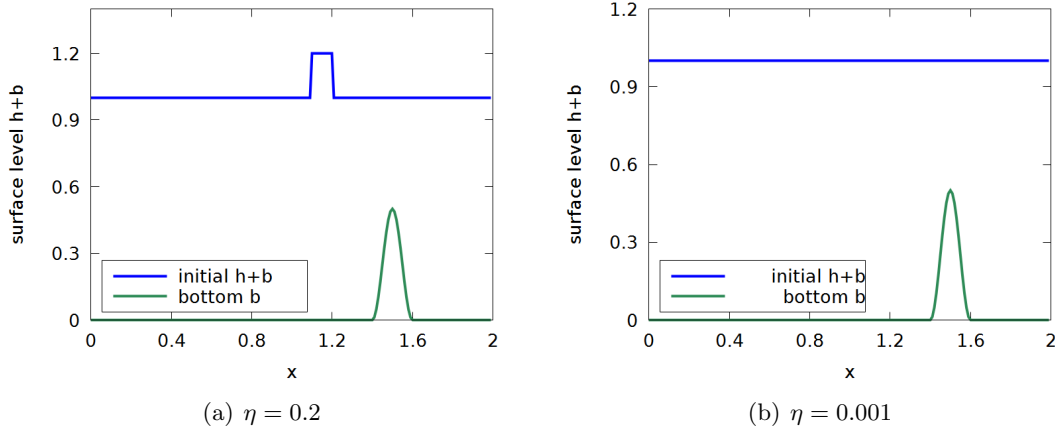 surface level h+b
1.2
0.9
0.6
0.3
0
initial h+b
bottom b
0 0.4 0.8 1.2 1.6 2
x
(a) η = 0.2
surface level h+b
1.2
0.9
0.6
0.3
0
initial h+b
bottom b
0 0.4 0.8 1.2 1.6 2
x
(b) η = 0.001